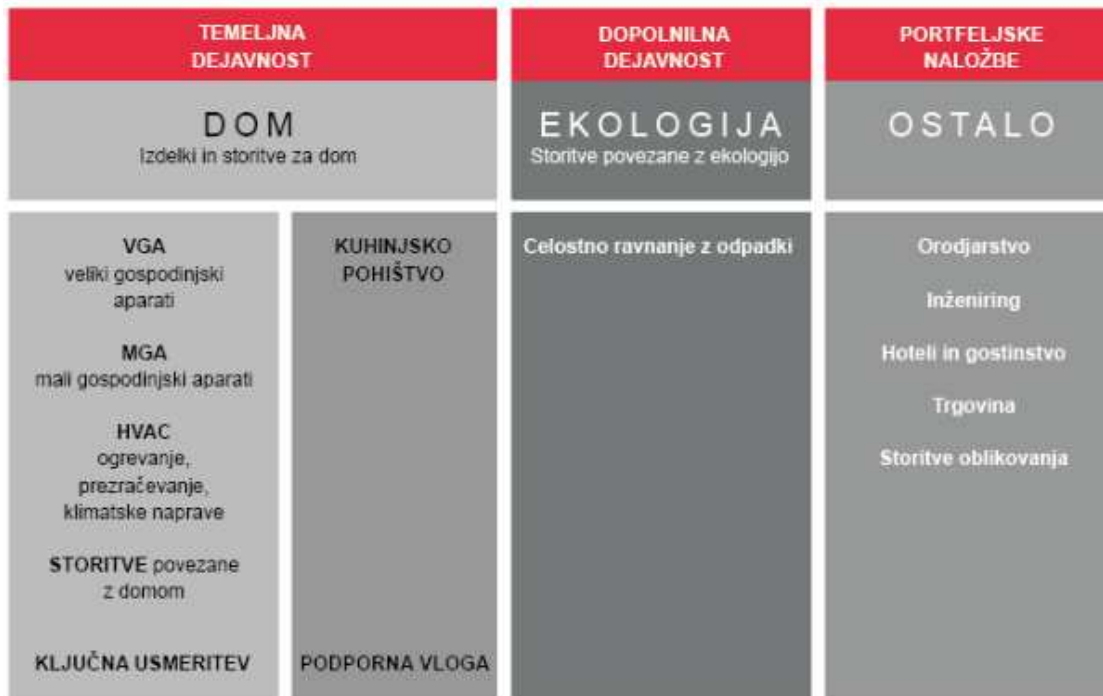 TEMELJNA
DEJAVNOST
DOM
Izdelki in storitve za dom
VGA
veliki gospodinjski
aparati
MGA
mali gospodinjski aparati
HVAC
ogrevanje,
prezračevanje,
klimatske naprave
STORITVE povezane
z domom
KLJUČNA USMERITEV
KUHINJSKO
POHIŠTVO
PODPORNA VLOGA
DOPOLNILNA
DEJAVNOST
EKOLOGIJA
Storitve povezane z ekologijo
Celostno ravnanje z odpadki
PORTFELJSKE
NALOŽBE
OSTALO
Orodjarstvo
Inženiring
Hoteli in gostinstvo
Trgovina
Storitve oblikovanja